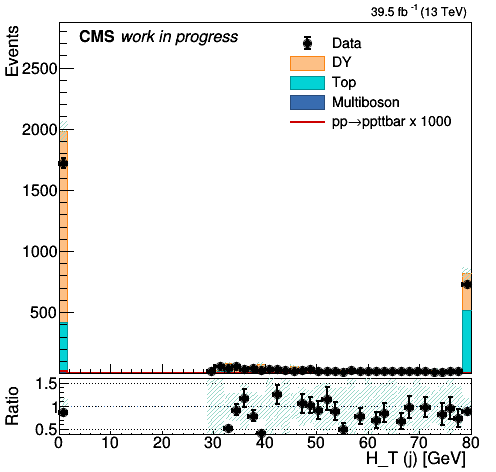 39.5 fb⁻¹ (13 TeV)
CMS work in progress
Data
DY
Top
Multiboson
pp→ppttbar x 1000
Events
2500
2000
1500
1000
500
Ratio
1.5
1
0.5
0 10 20 30 40 50 60 70 80
H_T (j) [GeV]